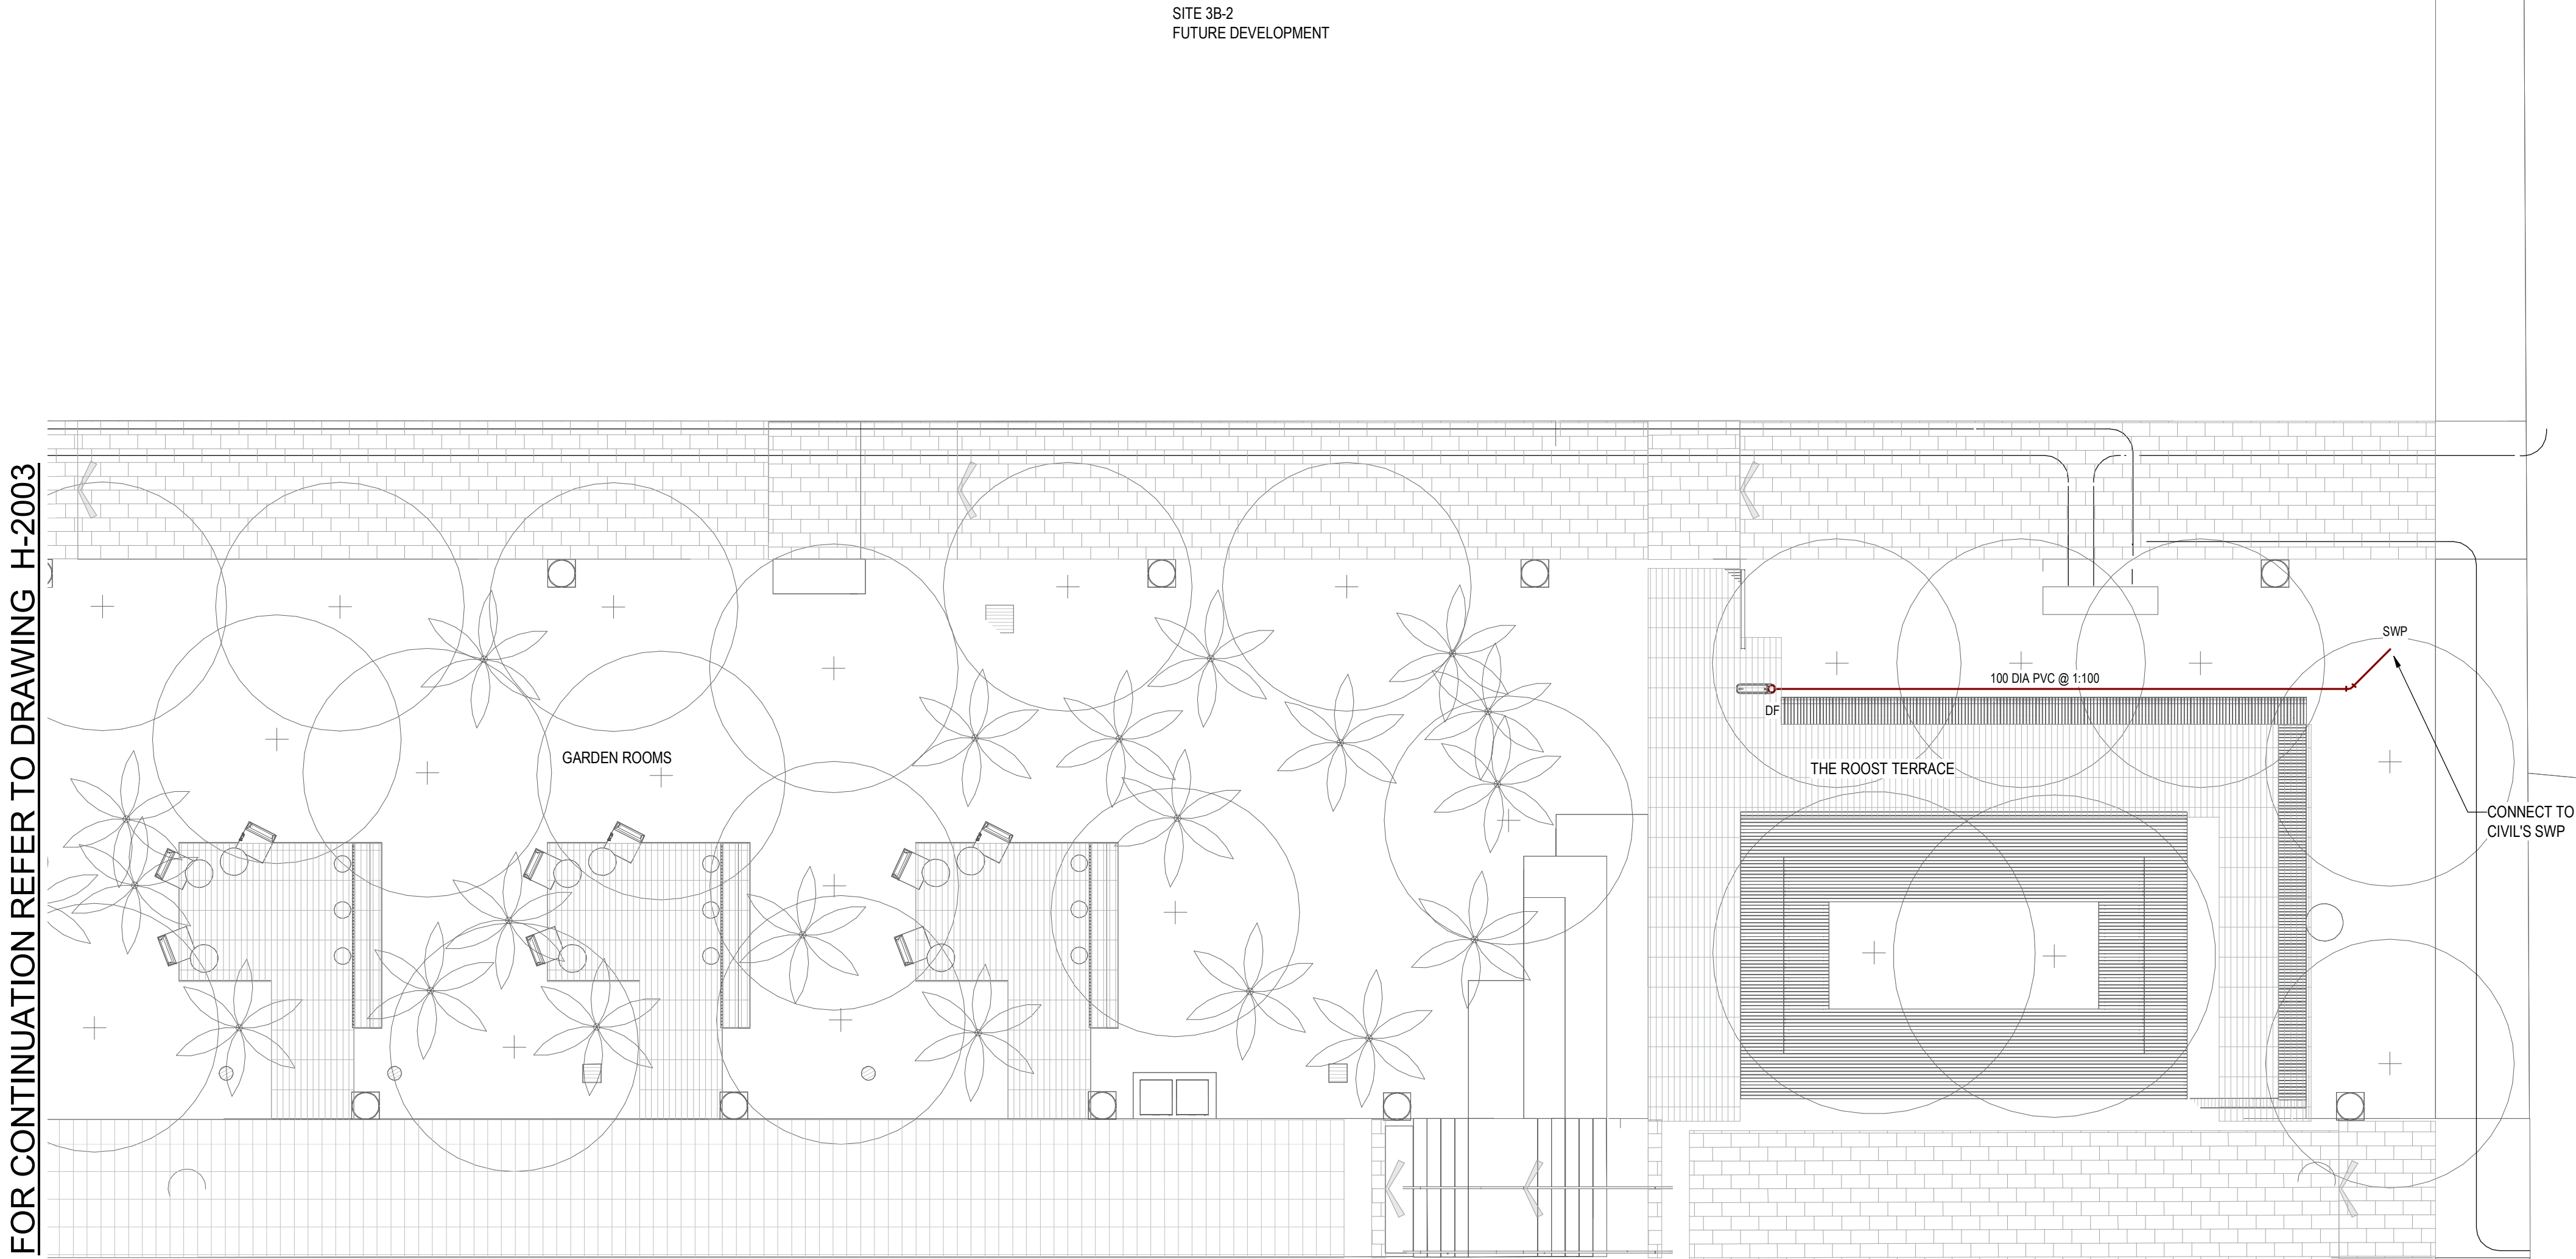 SITE 3B-2
FUTURE DEVELOPMENT
FOR CONTINUATION REFER TO DRAWING H-2003
SWP
100 DIA PVC @ 1:100
DF
GARDEN ROOMS
THE ROOST TERRACE
CONNECT TO
CIVIL'S SWP